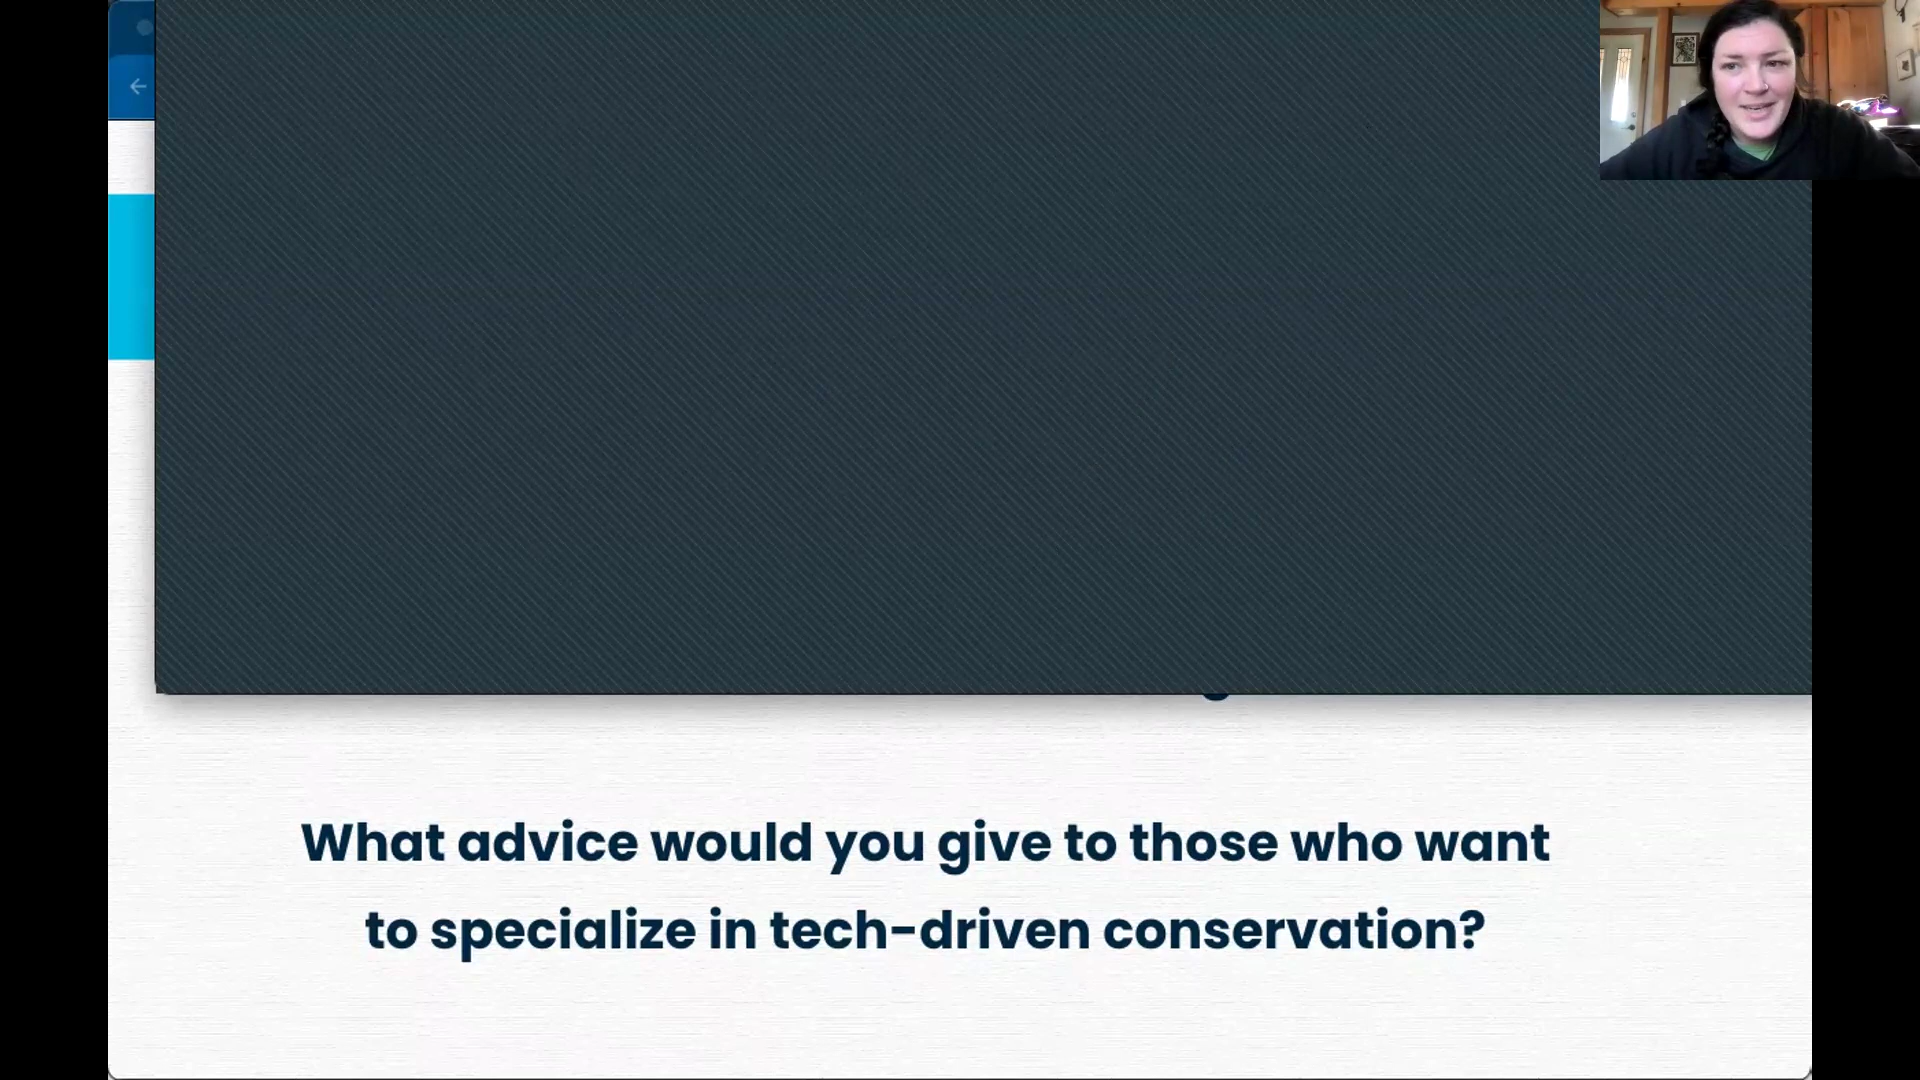 What advice would you give to those who want
to specialize in tech-driven conservation?